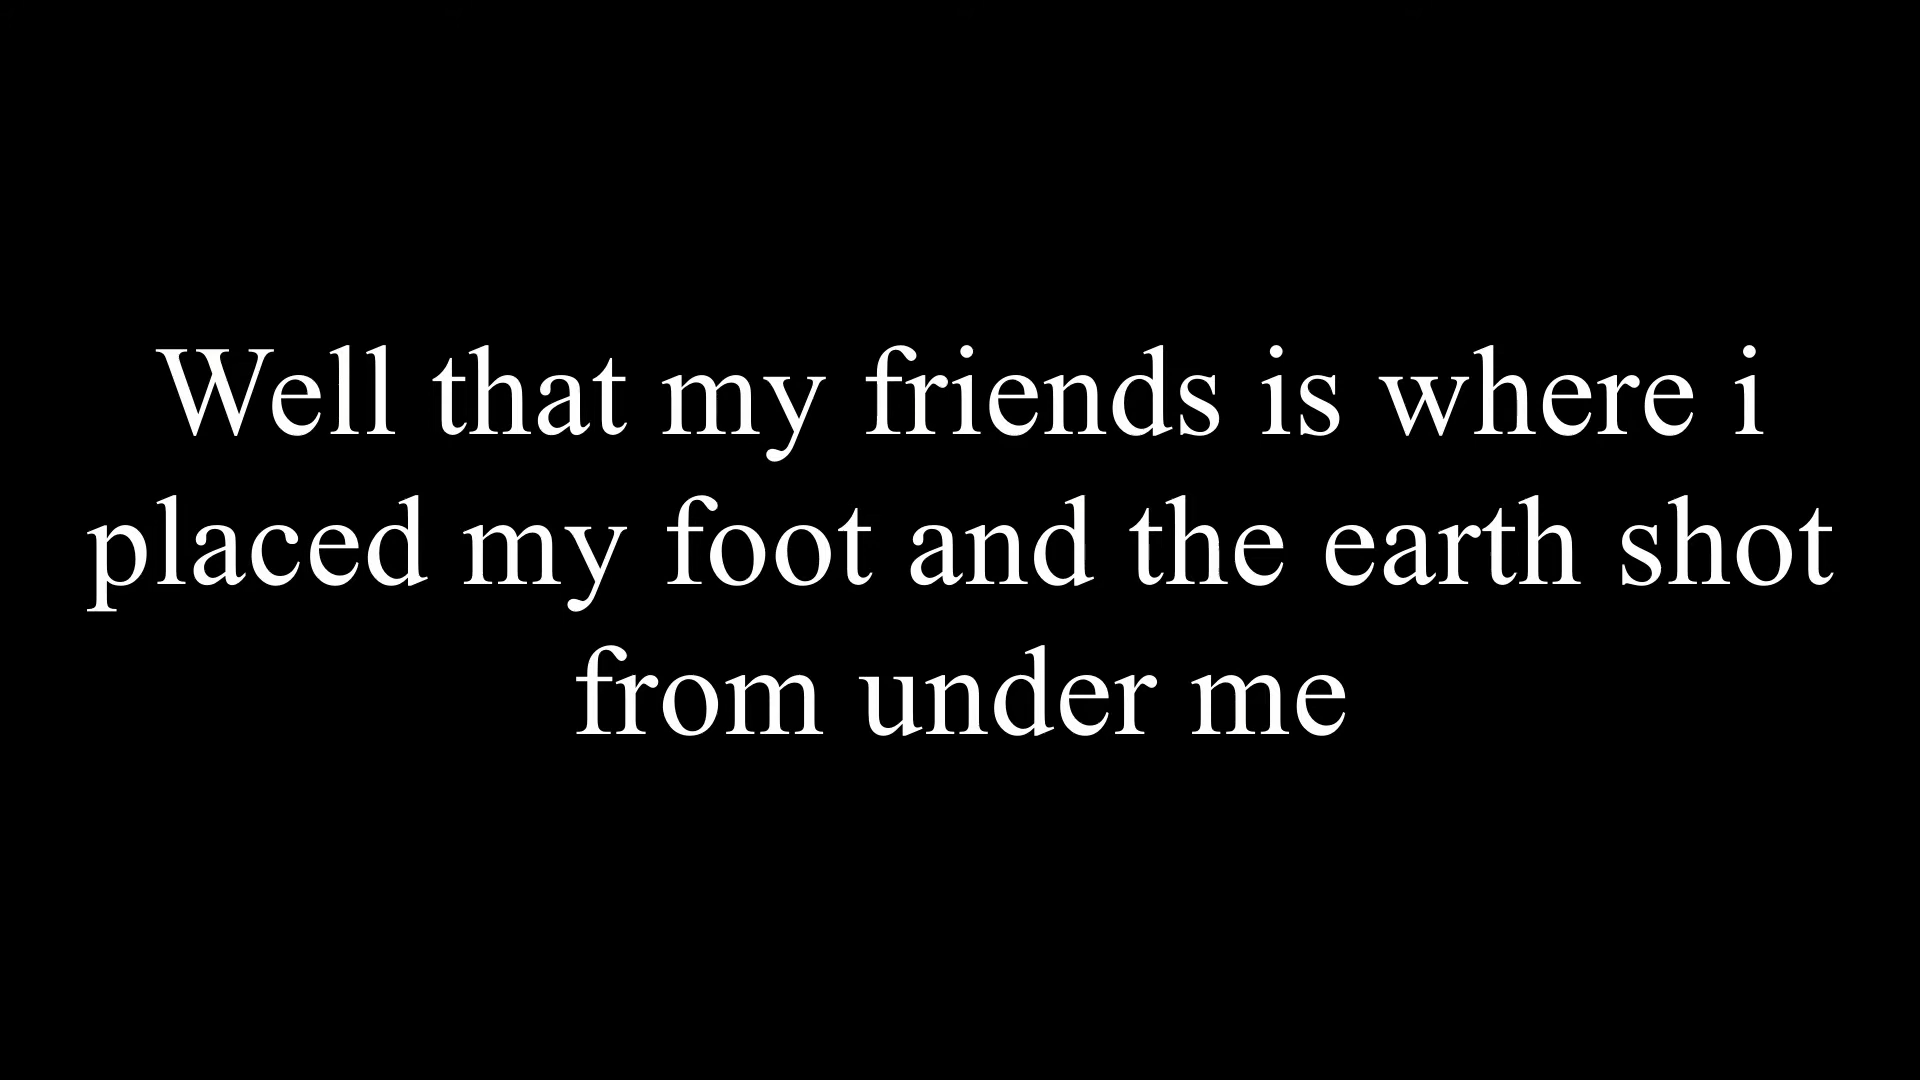 Well that my friends is where i
placed my foot and the earth shot
from under me